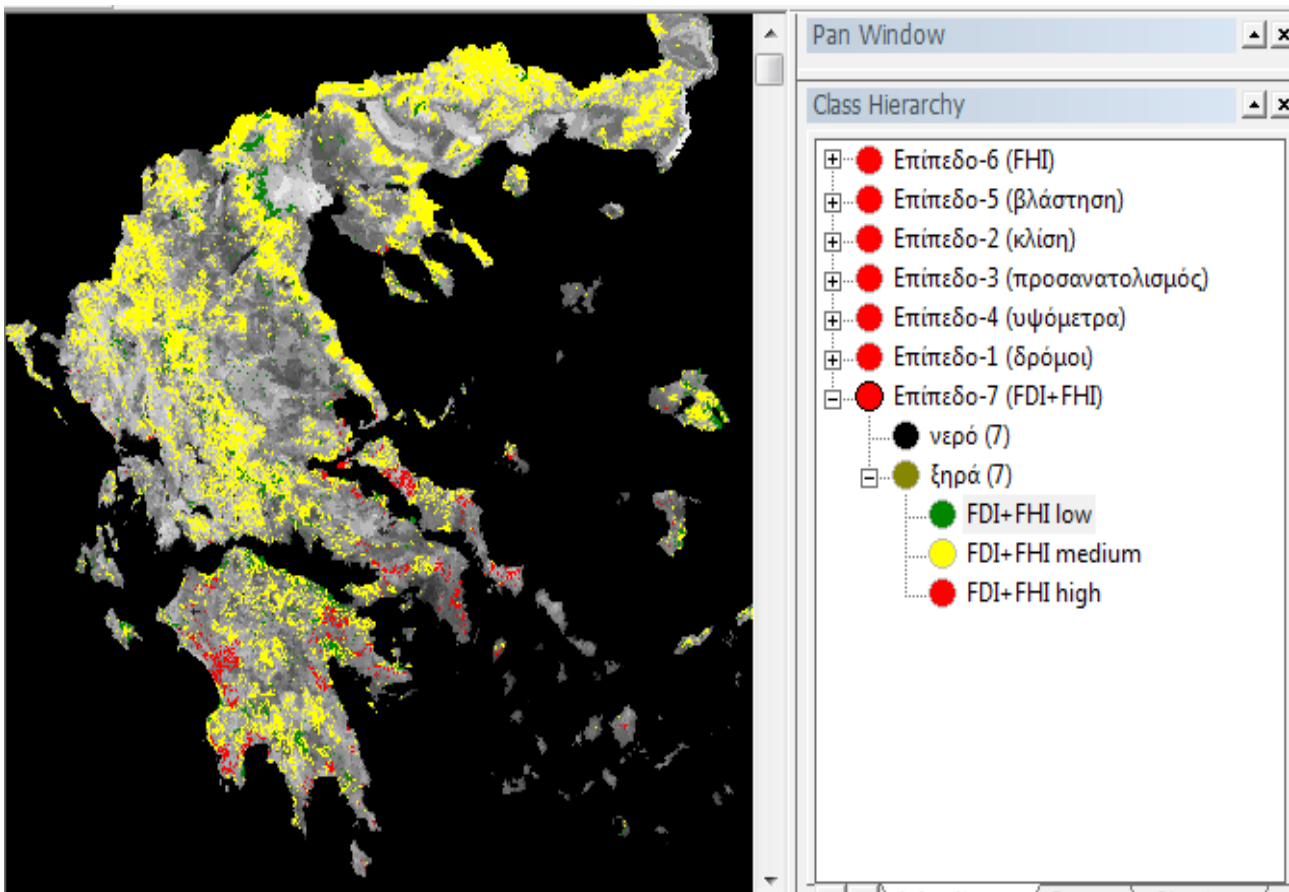 Pan Window
Class Hierarchy
Επίπεδο-6 (FHI)
Επίπεδο-5 (βλάστηση)
Επίπεδο-2 (κλίση)
Επίπεδο-3 (προσανατολισμός)
Επίπεδο-4 (υψόμετρα)
Επίπεδο-1 (δρόμοι)
Επίπεδο-7 (FDI+FHI)
νερό (7)
ξηρά (7)
FDI+FHI low
FDI+FHI medium
FDI+FHI high